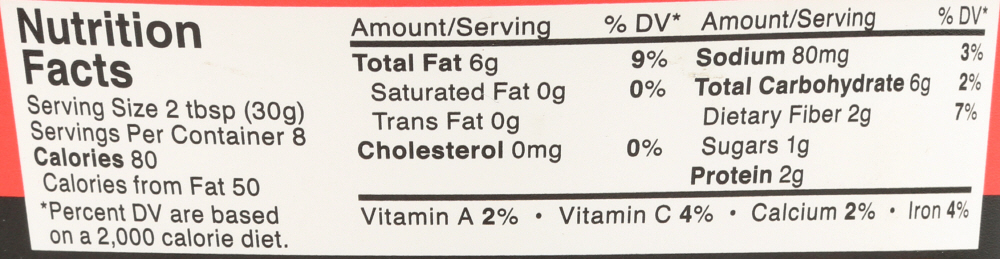 Nutrition
Facts
Serving Size 2 tbsp (30g)
Servings Per Container 8
Calories 80
Calories from Fat 50
*Percent DV are based
on a 2,000 calorie diet.
Amount/Serving % DV*
Total Fat 6g 9%
Saturated Fat 0g 0%
Trans Fat 0g
Cholesterol 0mg 0%
Amount/Serving % DV*
Sodium 80mg 3%
Total Carbohydrate 6g 2%
Dietary Fiber 2g 7%
Sugars 1g
Protein 2g
Vitamin A 2% • Vitamin C 4% • Calcium 2% • Iron 4%